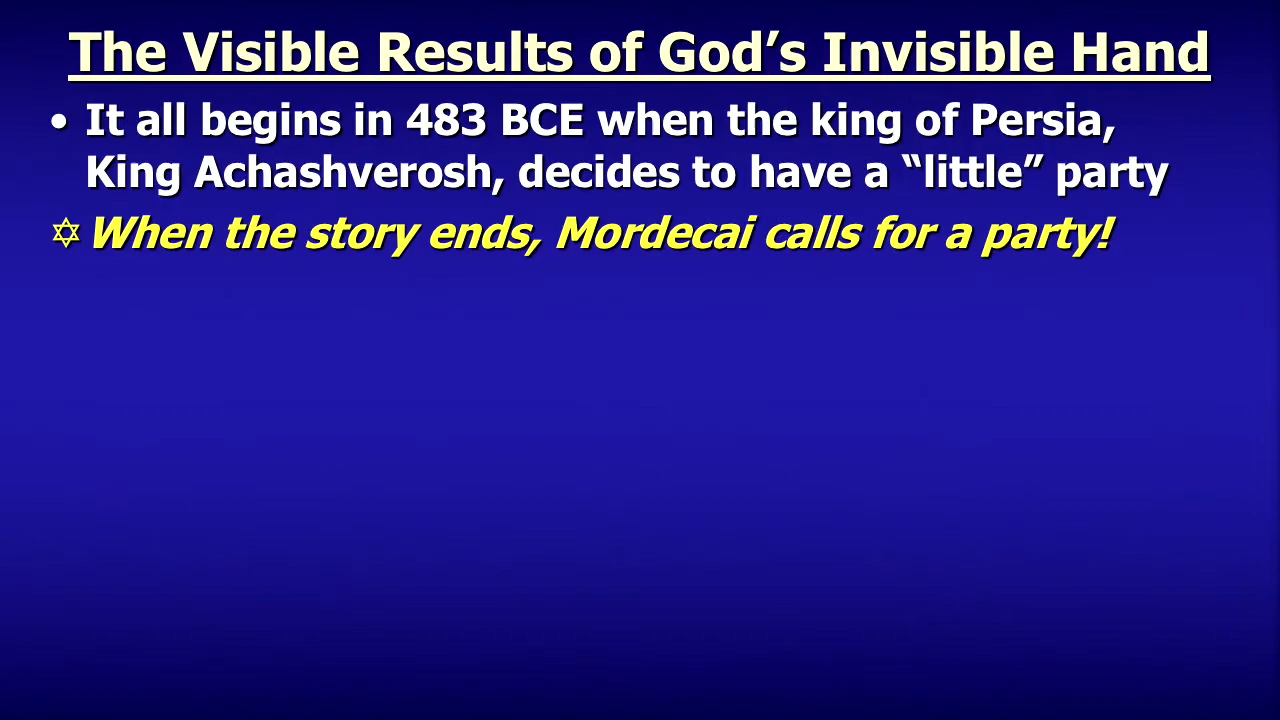 The Visible Results of God’s Invisible Hand
• It all begins in 483 BCE when the king of Persia,
King Achashverosh, decides to have a “little” party
✡ When the story ends, Mordecai calls for a party!